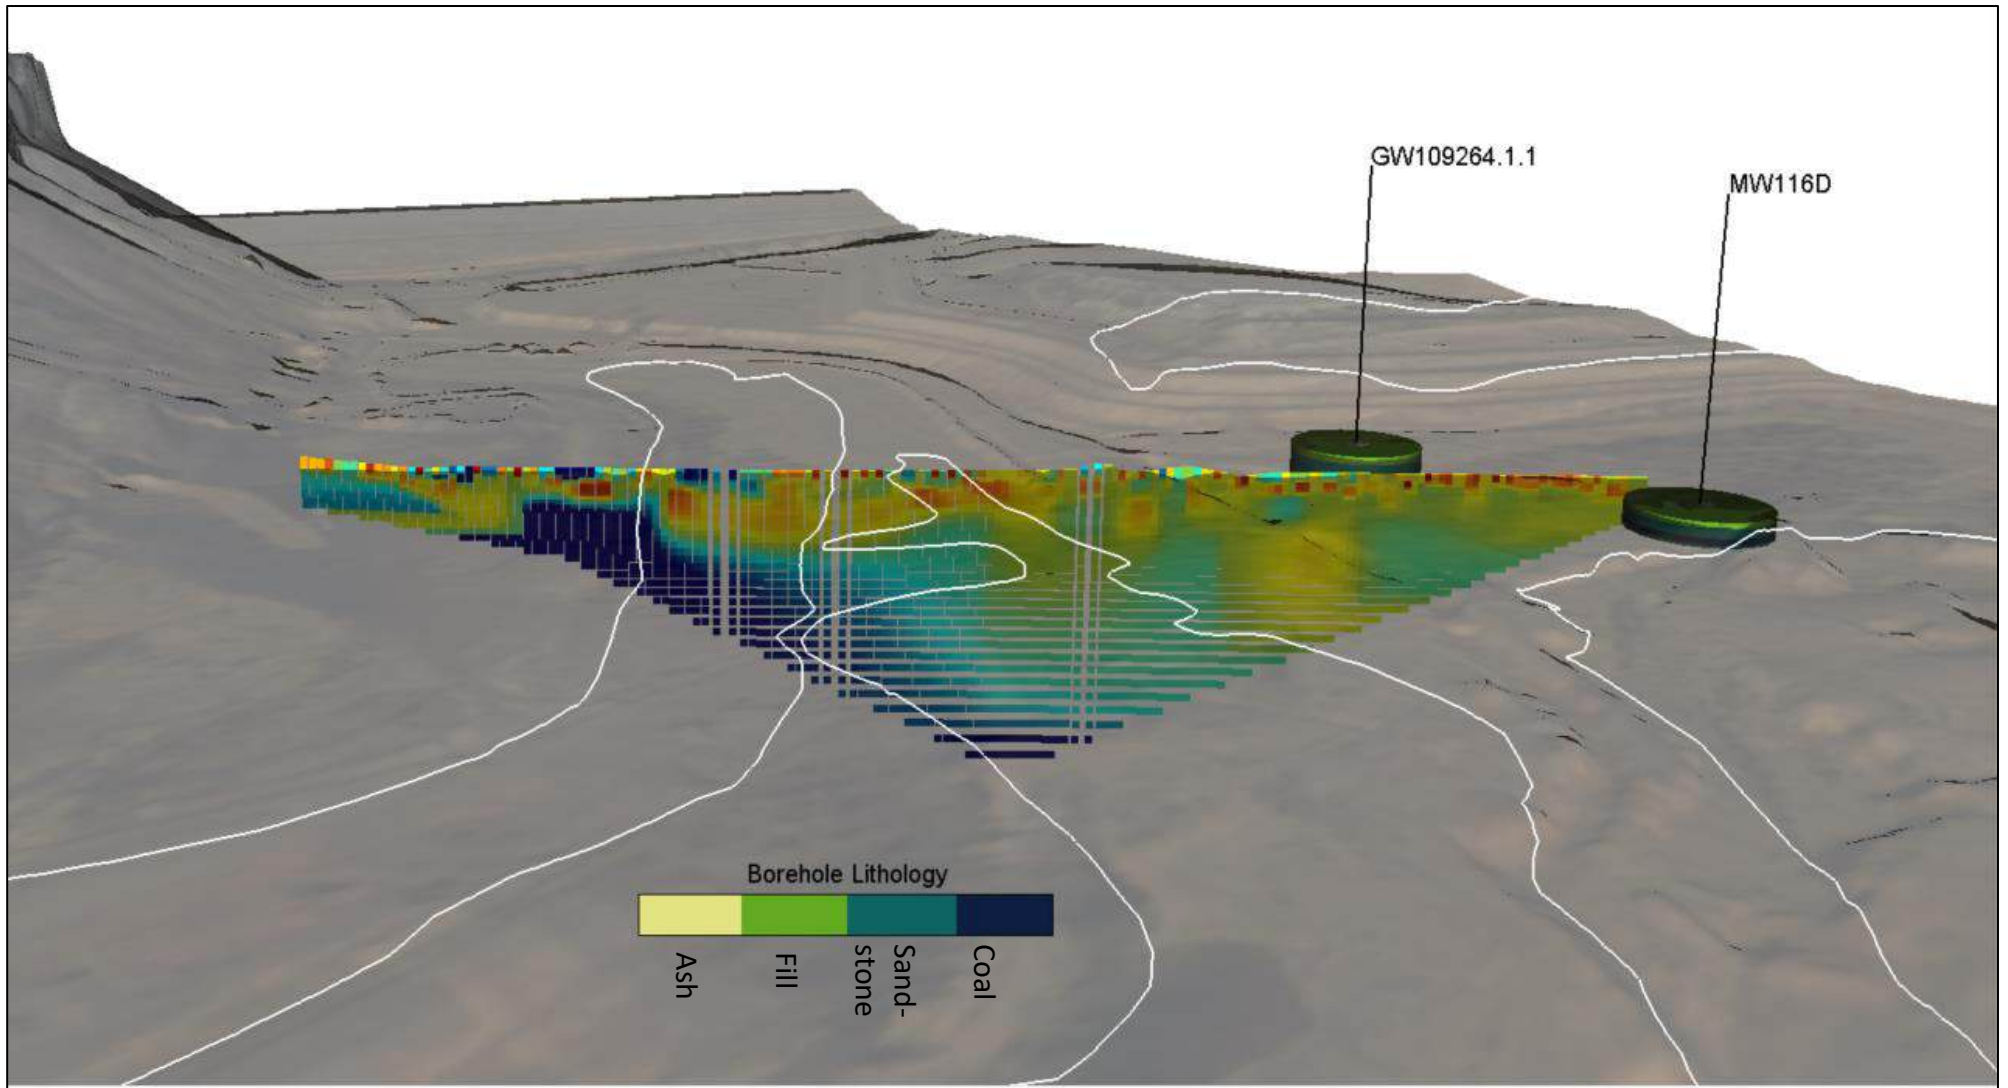 GW109264.1.1
MW116D
Borehole Lithology
Ash
Fill
Sand-
stone
Coal